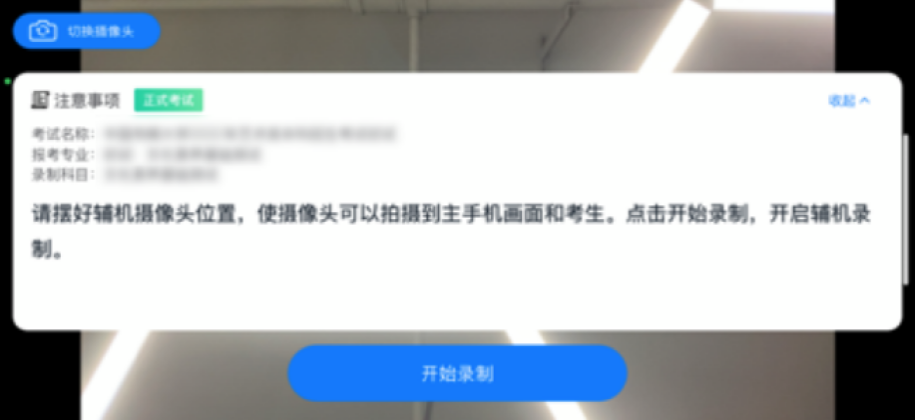 切换摄像头
注意事项 正式考试 收起
考试名称：
报考专业：
录制科目：
请摆好辅机摄像头位置，使摄像头可以拍摄到主手机画面和考生。点击开始录制，开启辅机录
制。
开始录制